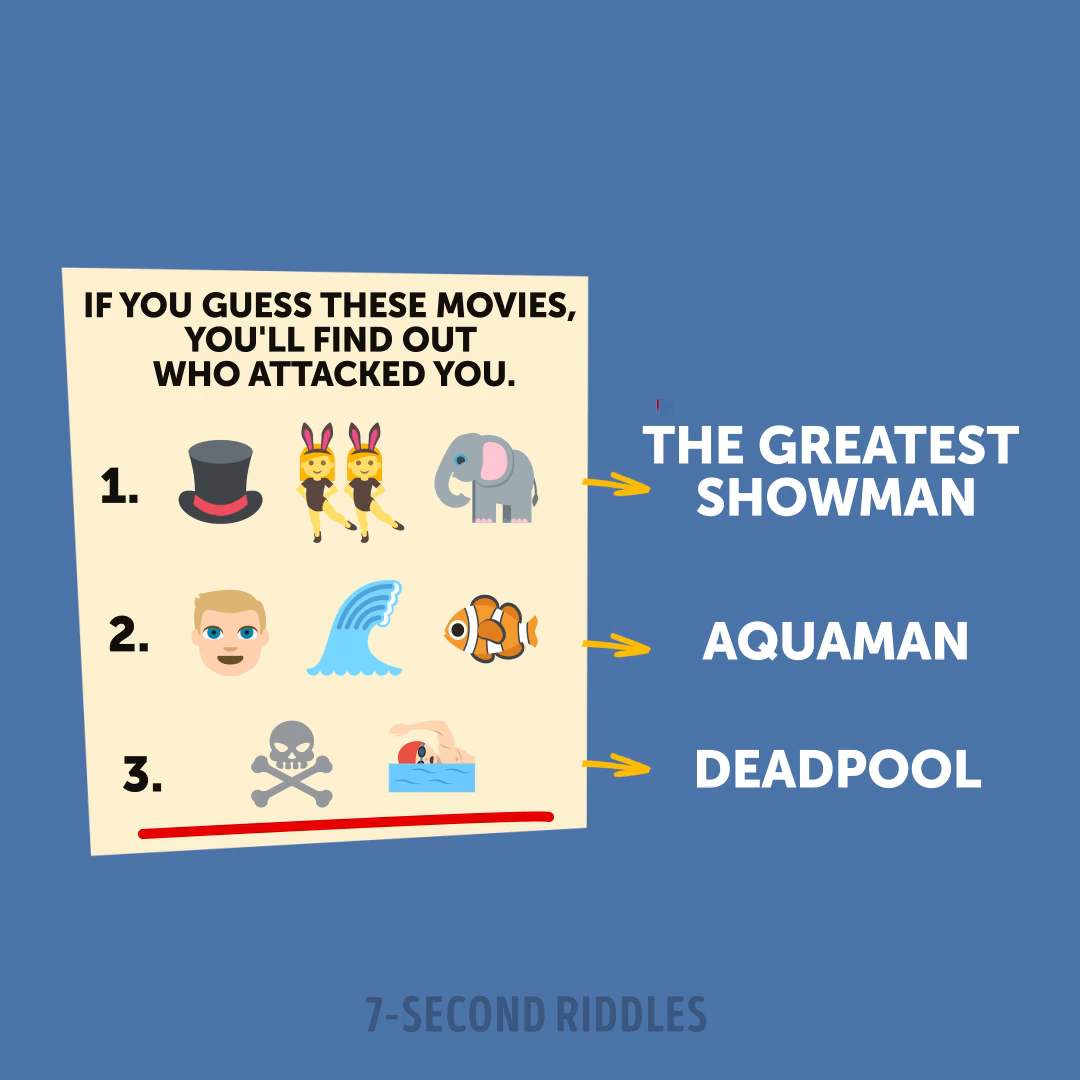 IF YOU GUESS THESE MOVIES,
YOU'LL FIND OUT
WHO ATTACKED YOU.
1.
THE GREATEST
SHOWMAN
2.
AQUAMAN
3.
DEADPOOL
7-SECOND RIDDLES